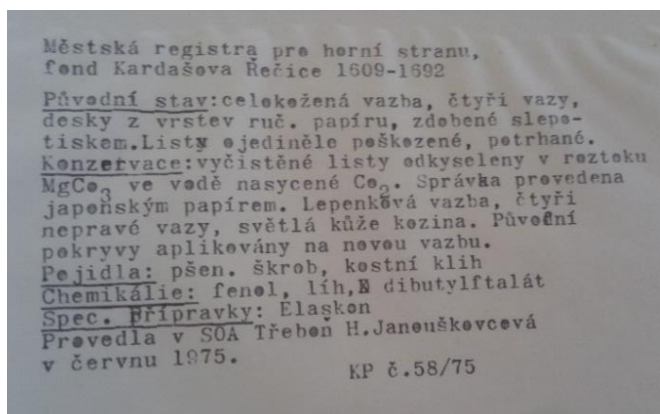 Městská registra pro horní stranu,
fond Kardašova Řečice 1609-1692
Původní stav:celokožená vazba, čtyři vazy,
desky z vrstev ruč. papíru, zdobené slepo-
tiskem.Listy ojediněle poškozené, potrhané.
Konzervace:vyčistěné listy odkyseleny v roztoku
MgCo3 ve vodě nasycené Co2. Správka provedena
japonským papírem. Lepenková vazba, čtyři
nepravé vazy, světlá kůže kozina. Původní
pokryvy aplikovány na novou vazbu.
Pojidla: pšen. škrob, kostní klih
Chemikálie: fenol, líh, dibutylftalát
Spec. Přípravky: Elaskon
Provedla v SOA Třeboň H.Janouškovcová
v červnu 1975.
KP č.58/75